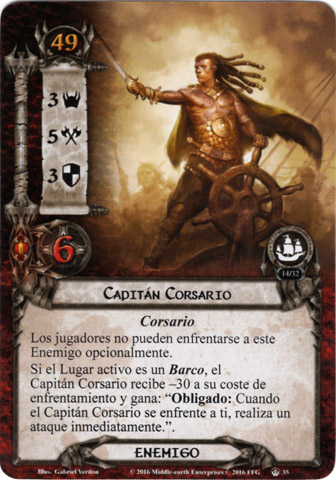 49
3
5
3
6
14/32
Capitán Corsario
Corsario
Los jugadores no pueden enfrentarse a este
Enemigo opcionalmente.
Si el Lugar activo es un Barco, el
Capitán Corsario recibe –30 a su coste de
enfrentamiento y gana: “Obligado: Cuando
el Capitán Corsario se enfrente a ti, realiza un
ataque inmediatamente.”.
ENEMIGO
Illus. Gabriel Verdon
© 2016 Middle-earth Enterprises © 2016 FFG
35